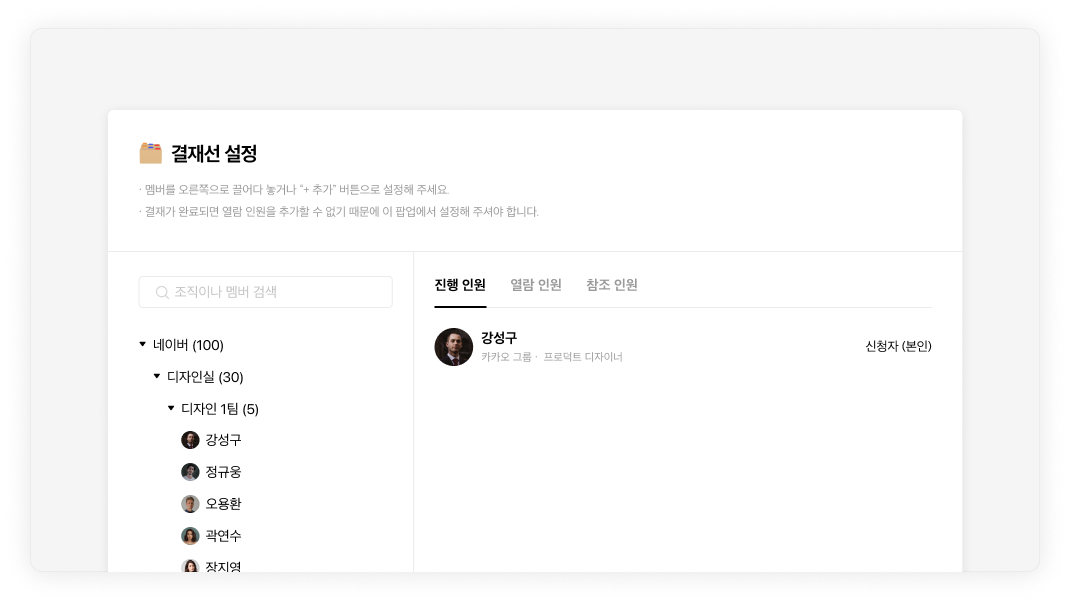 결재선 설정
· 멤버를 오른쪽으로 끌어다 놓거나 "+ 추가" 버튼으로 설정해 주세요.
· 결재가 완료되면 열람 인원을 추가할 수 없기 때문에 이 팝업에서 설정해 주셔야 합니다.
조직이나 멤버 검색
네이버 (100)
디자인실 (30)
디자인 1팀 (5)
강성구
정규웅
오용환
곽연수
장지영
진행 인원 열람 인원 참조 인원
강성구
카카오 그룹 · 프로덕트 디자이너
신청자 (본인)